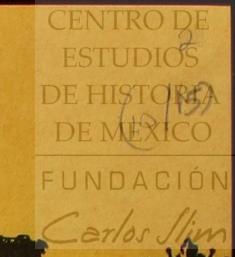 CENTRO DE
ESTUDIOS
DE HISTORIA
DE MÉXICO
FUNDACIÓN
Carlos Slim